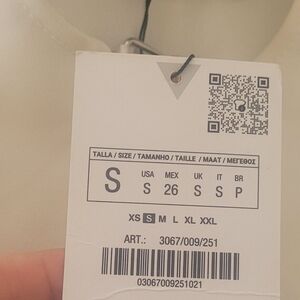 TALLA / SIZE / TAMANHO / TAILLE / MAAT / ΜΕΓΕΘΟΣ
S
USA MEX UK IT BR
S 26 S S P
XS S M L XL XXL
ART.: 3067/009/251
03067009251021